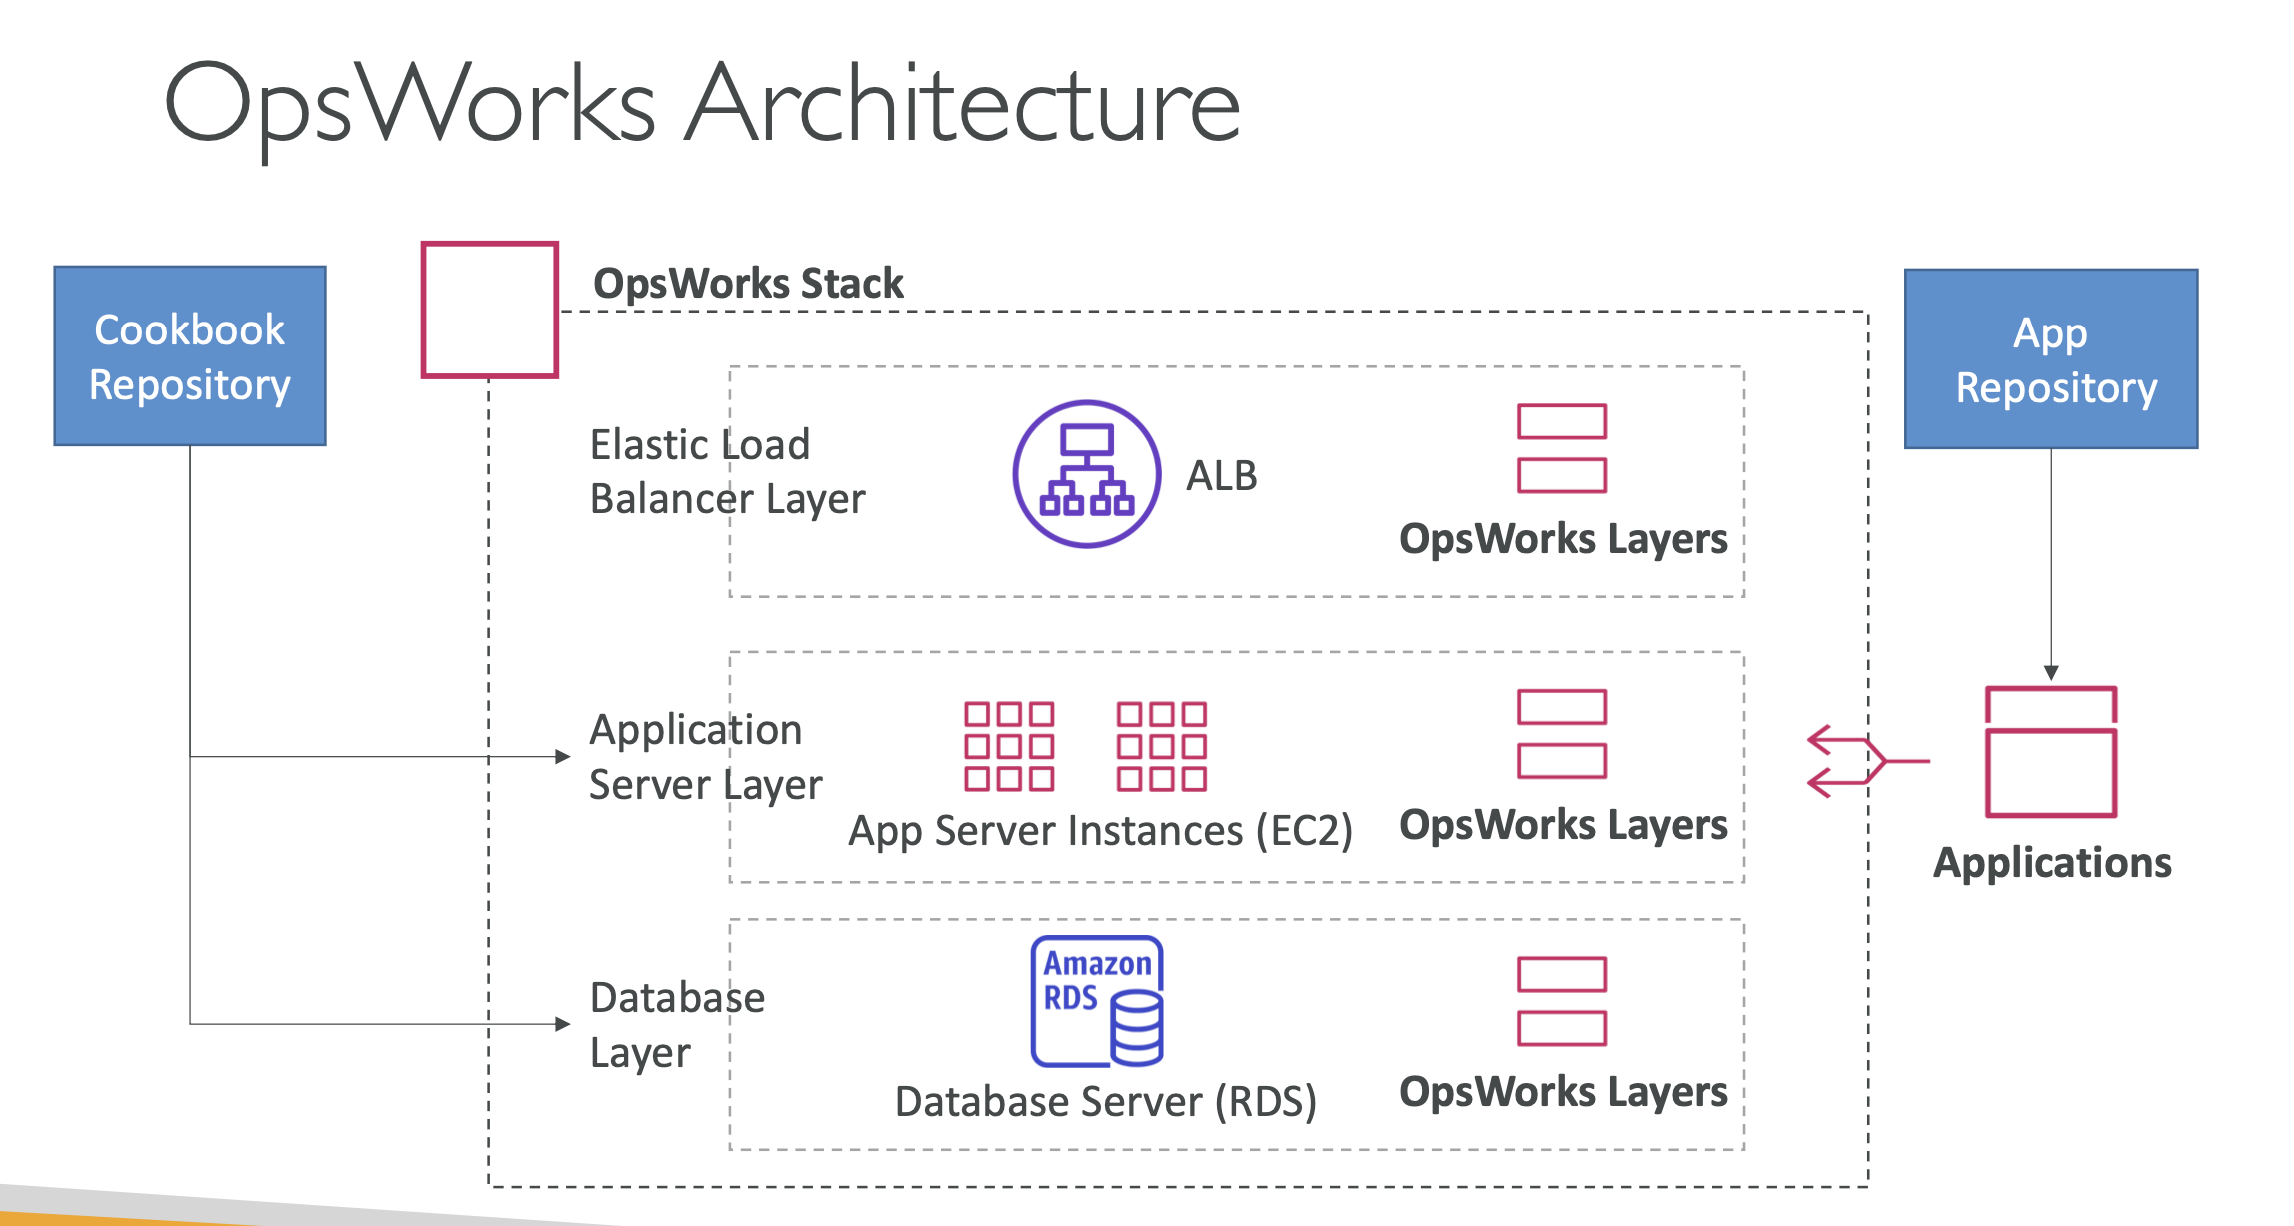 OpsWorks Architecture
Cookbook
Repository
OpsWorks Stack
App
Repository
Elastic Load
Balancer Layer
ALB
OpsWorks Layers
Application
Server Layer
App Server Instances (EC2)
OpsWorks Layers
Applications
Database
Layer
Amazon
RDS
Database Server (RDS)
OpsWorks Layers